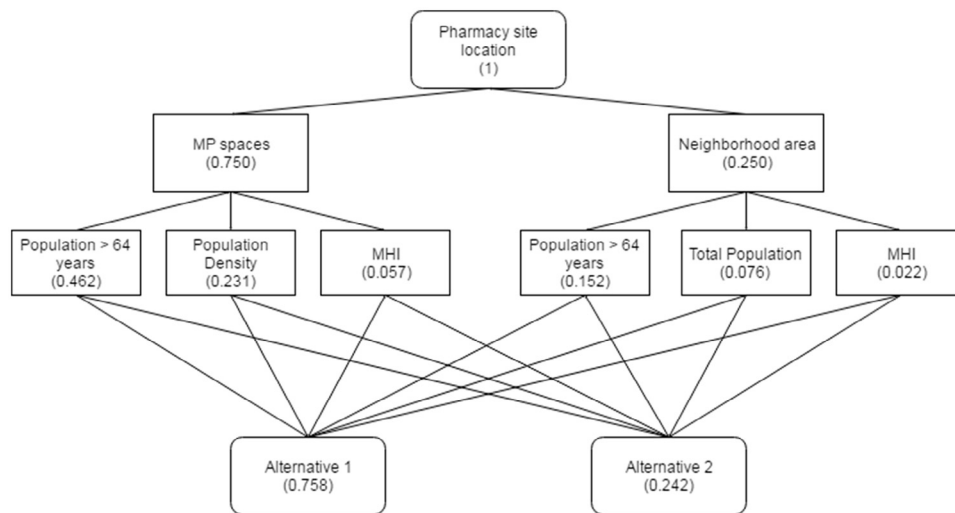 Pharmacy site
location
(1)
MP spaces
(0.750)
Neighborhood area
(0.250)
Population > 64
years
(0.462)
Population
Density
(0.231)
MHI
(0.057)
Population > 64
years
(0.152)
Total Population
(0.076)
MHI
(0.022)
Alternative 1
(0.758)
Alternative 2
(0.242)